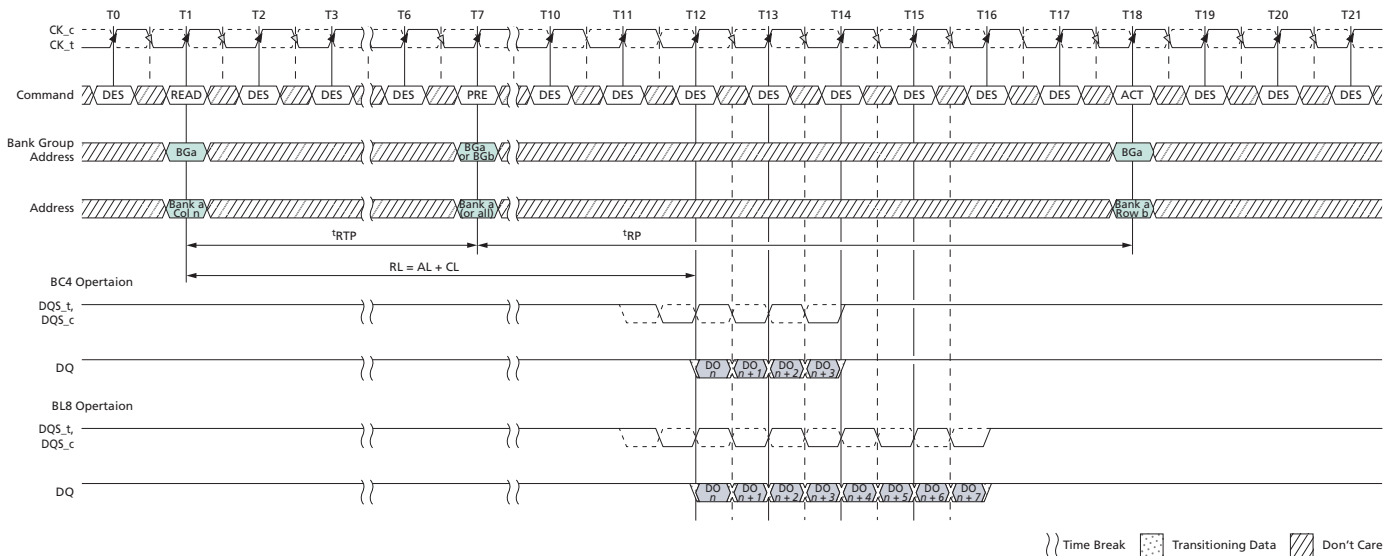 T0 T1 T2 T3 T6 T7 T10 T11 T12 T13 T14 T15 T16 T17 T18 T19 T20 T21
CK_c
CK_t
Command DES READ DES DES DES PRE DES DES DES DES DES DES DES DES ACT DES DES DES
Bank Group
Address
BGa
BGa
or BGb
BGa
Address
Bank a
Col n
Bank a
(or all)
Bank a
Row b
tRTP tRP
RL = AL + CL
BC4 Opertaion
DQS_t,
DQS_c
DQ
DO
n
DO
n + 1
DO
n + 2
DO
n + 3
BL8 Opertaion
DQS_t,
DQS_c
DQ
DO
n
DO
n + 1
DO
n + 2
DO
n + 3
DO
n + 4
DO
n + 5
DO
n + 6
DO
n + 7
Time Break Transitioning Data Don't Care